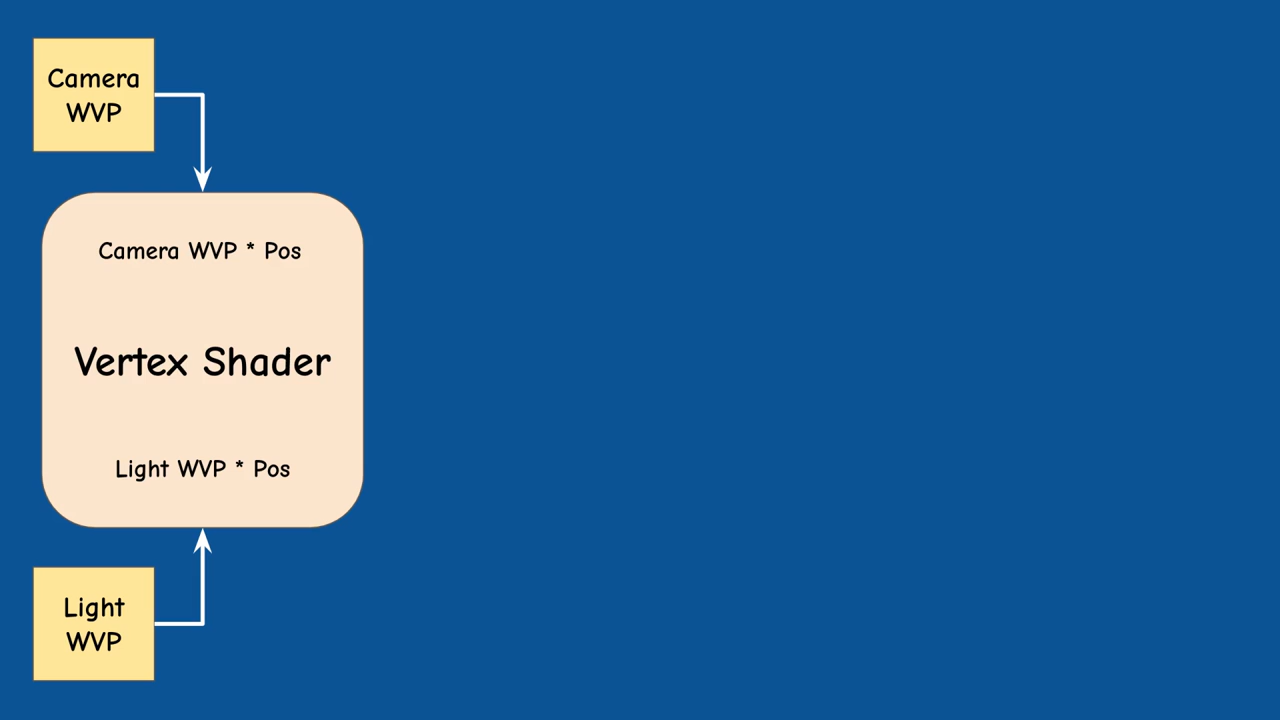 Camera
WVP
Camera WVP * Pos
Vertex Shader
Light WVP * Pos
Light
WVP